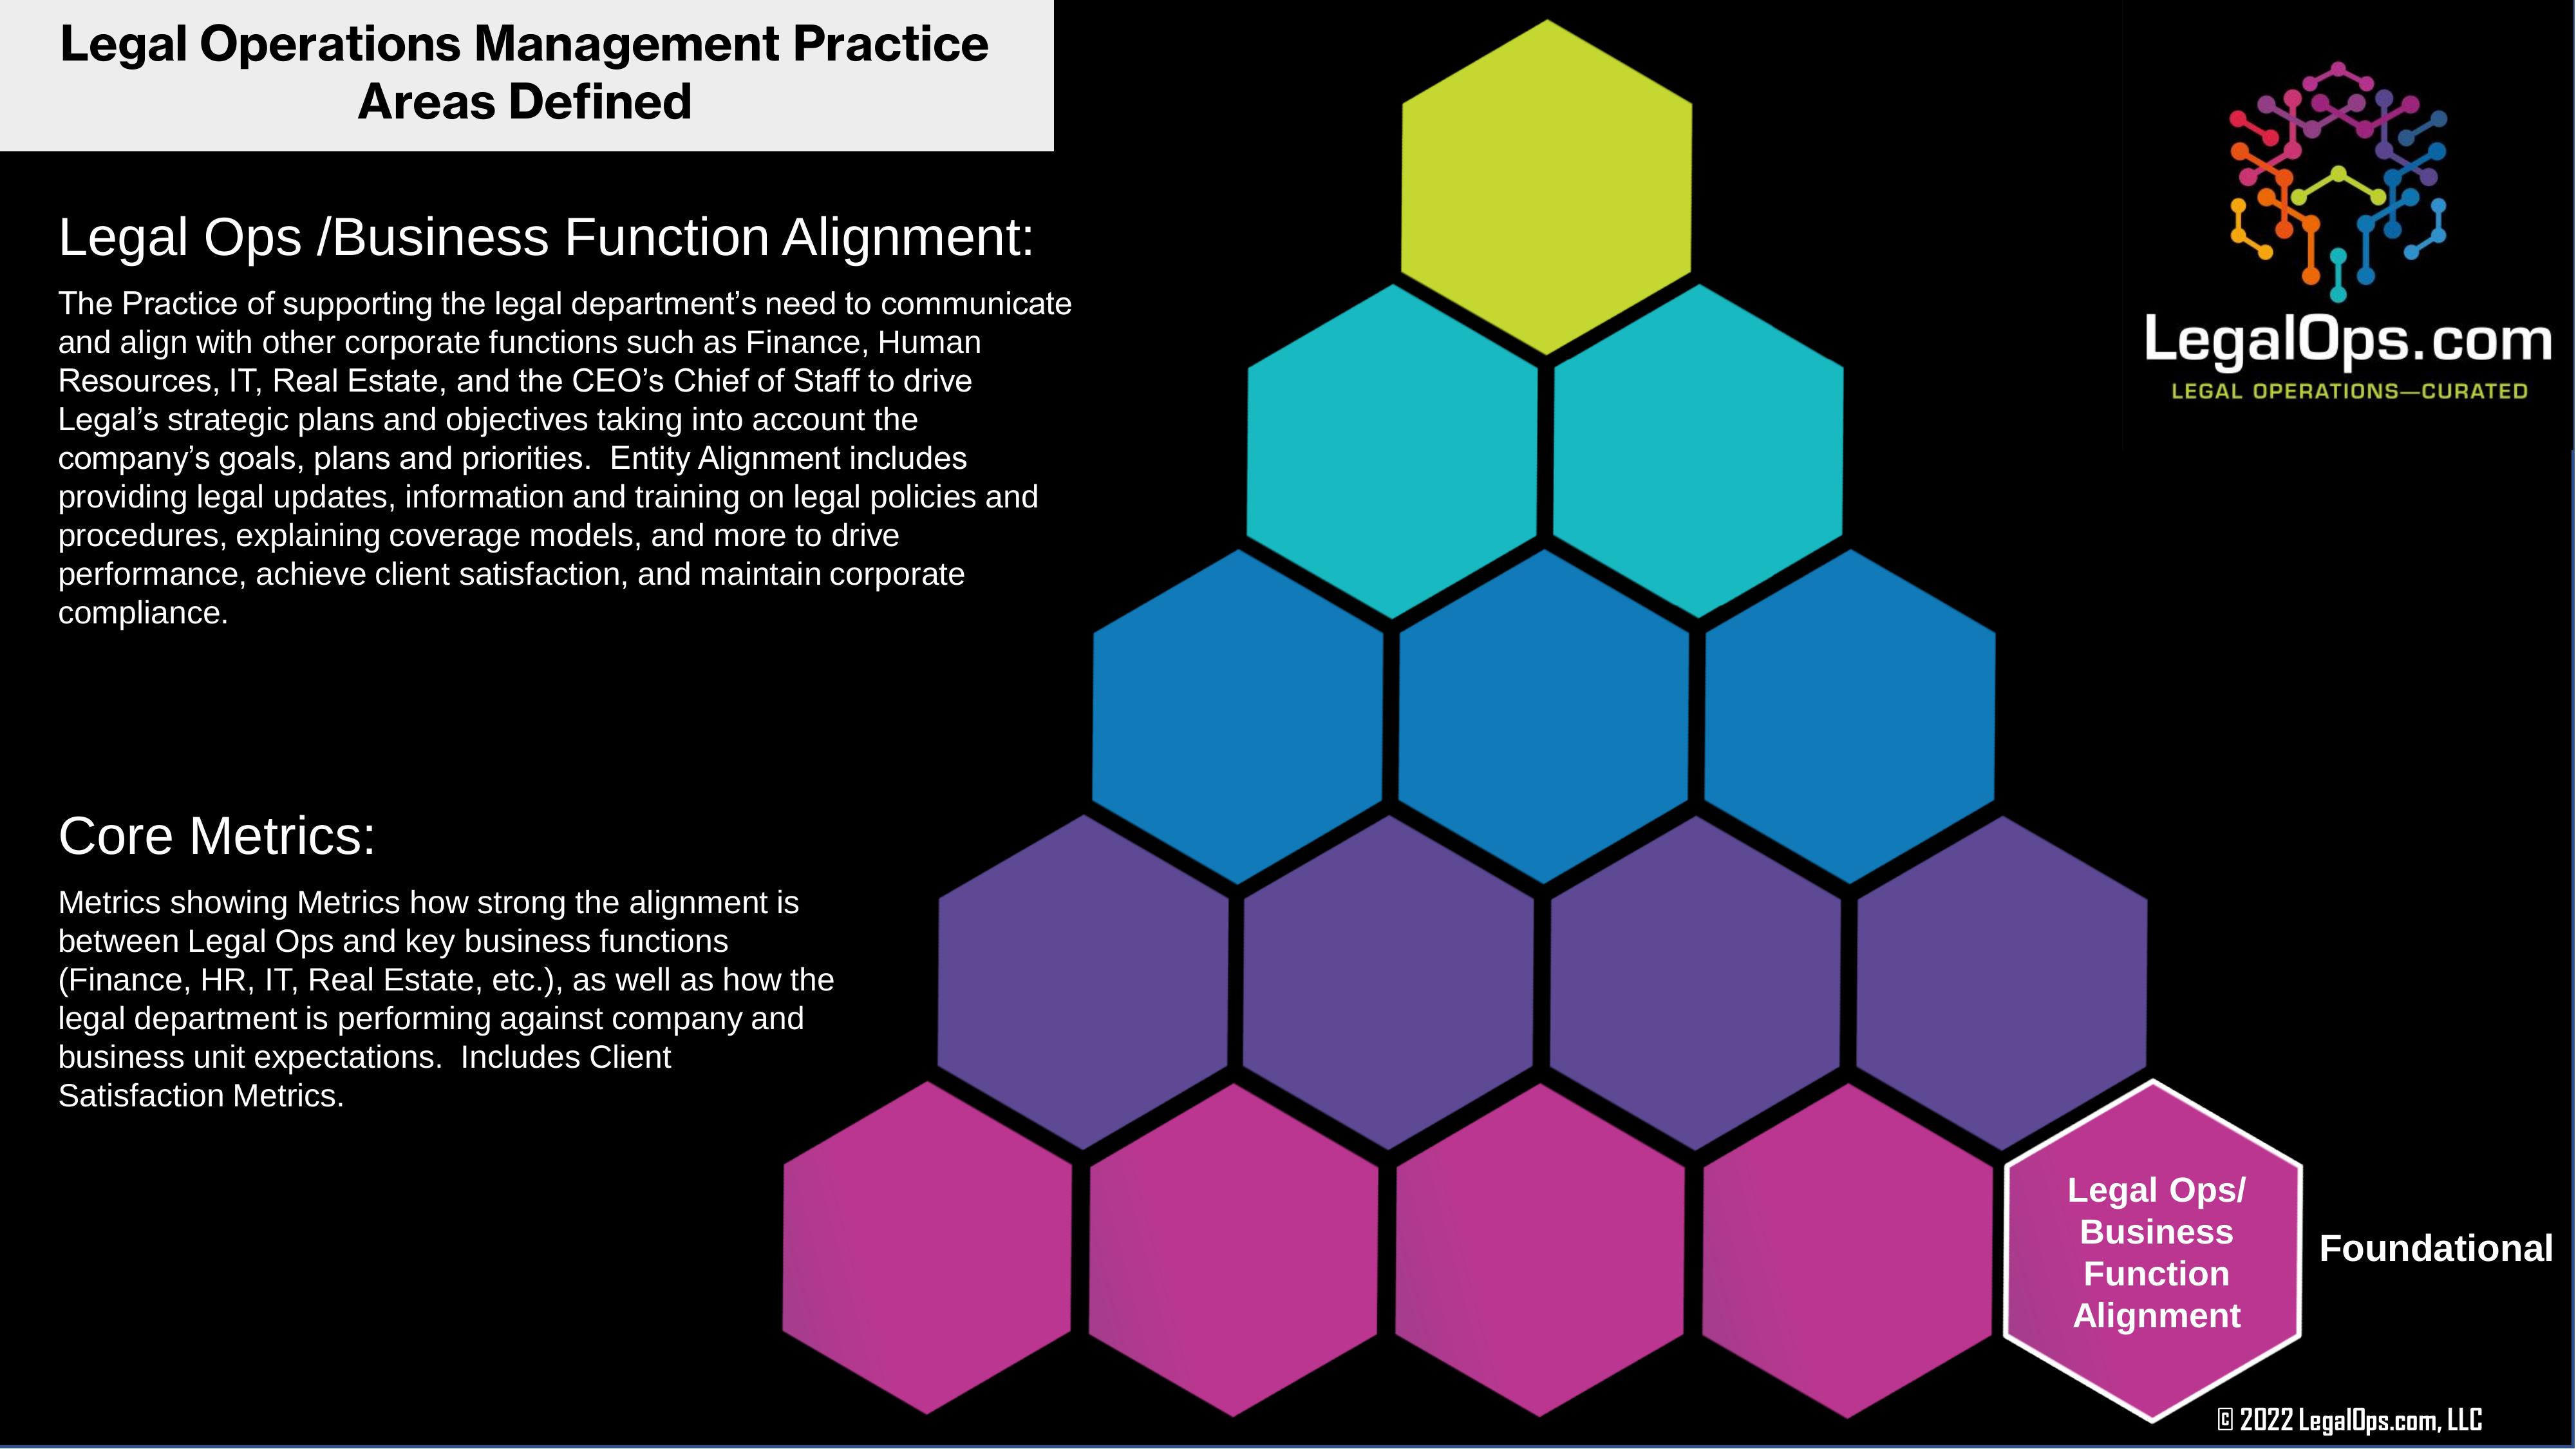 Legal Operations Management Practice
Areas Defined
Legal Ops /Business Function Alignment:
The Practice of supporting the legal department’s need to communicate
and align with other corporate functions such as Finance, Human
Resources, IT, Real Estate, and the CEO’s Chief of Staff to drive
Legal’s strategic plans and objectives taking into account the
company’s goals, plans and priorities.  Entity Alignment includes
providing legal updates, information and training on legal policies and
procedures, explaining coverage models, and more to drive
performance, achieve client satisfaction, and maintain corporate
compliance.
Core Metrics:
Metrics showing Metrics how strong the alignment is
between Legal Ops and key business functions
(Finance, HR, IT, Real Estate, etc.), as well as how the
legal department is performing against company and
business unit expectations.  Includes Client
Satisfaction Metrics.
LegalOps.com
LEGAL OPERATIONS—CURATED
Legal Ops/
Business
Function
Alignment
Foundational
© 2022 LegalOps.com, LLC